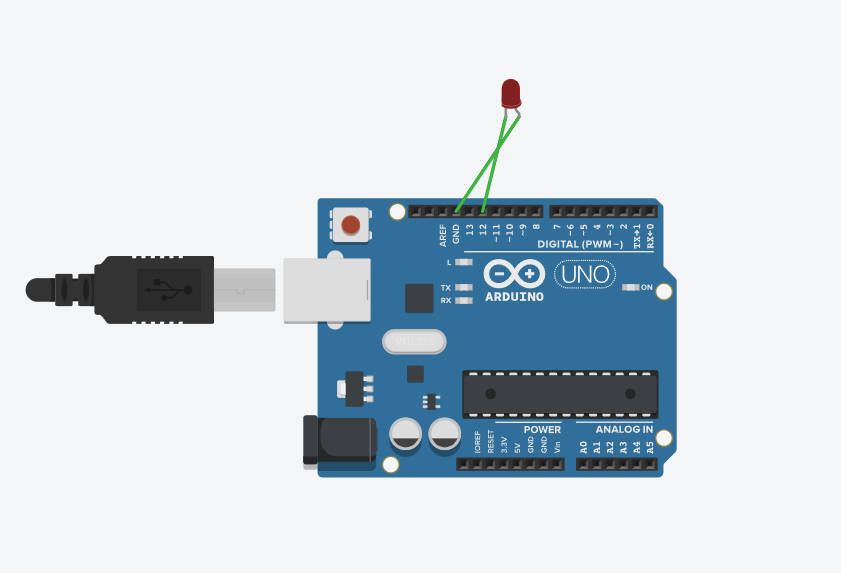 AREF
GND
13
12
~11
~10
~9
8
7
~6
~5
4
~3
2
TX→1
RX←0
DIGITAL (PWM~)
L
TX
RX
ARDUINO
UNO
ON
IOREF
RESET
3.3V
5V
GND
GND
Vin
POWER
ANALOG IN
A0
A1
A2
A3
A4
A5